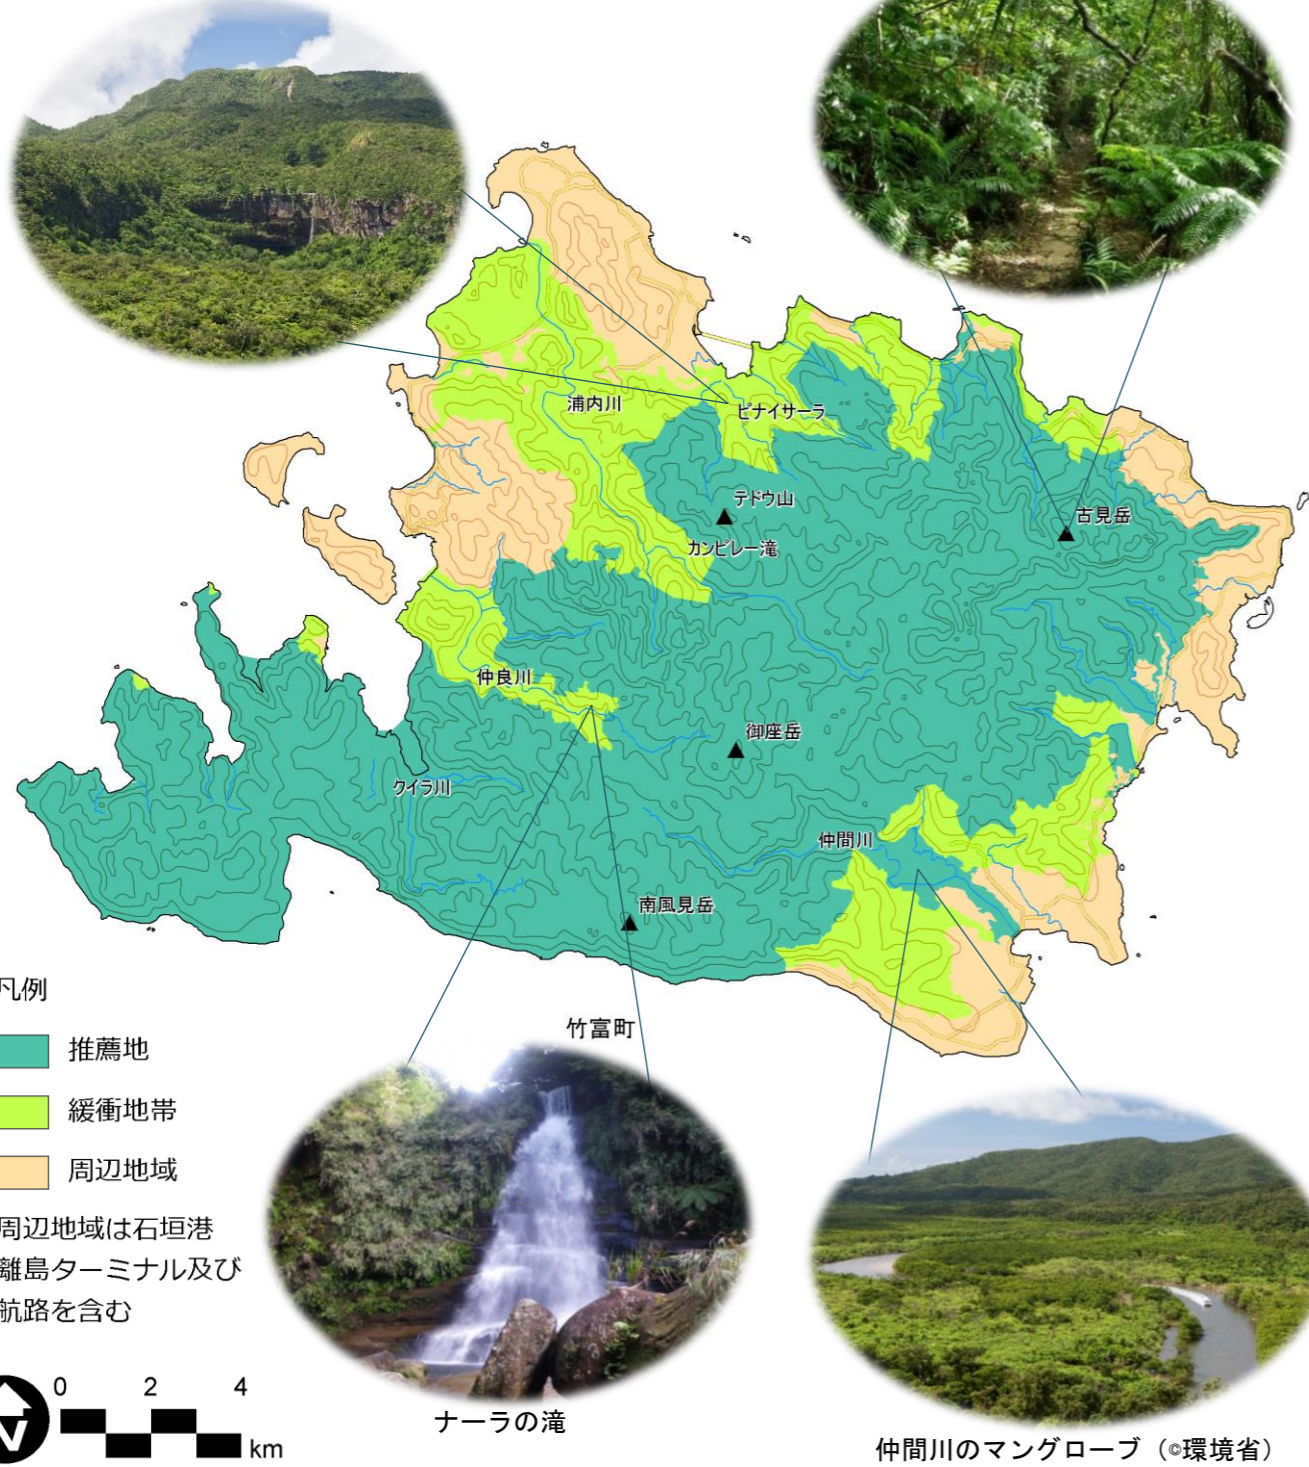 浦内川
ピナイサーラ
テドウ山
古見岳
カンピレー滝
仲良川
御座岳
クイラ川
仲間川
南風見岳
竹富町
凡例
推薦地
緩衝地帯
周辺地域
周辺地域は石垣港
離島ターミナル及び
航路を含む
0 2 4
km
N
ナーラの滝
仲間川のマングローブ（©環境省）